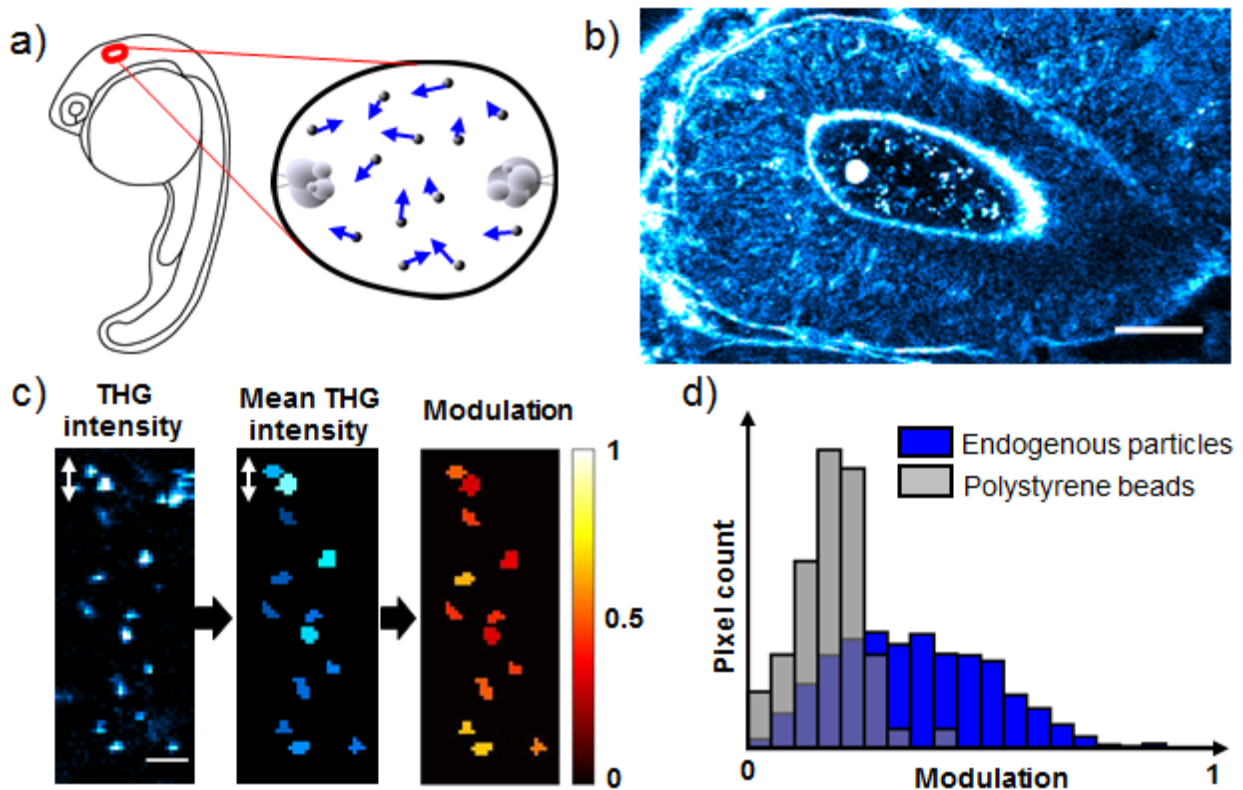 a)
b)
c)
THG
intensity
Mean THG
intensity
Modulation
1
0.5
0
d)
Endogenous particles
Polystyrene beads
Pixel count
0
Modulation
1